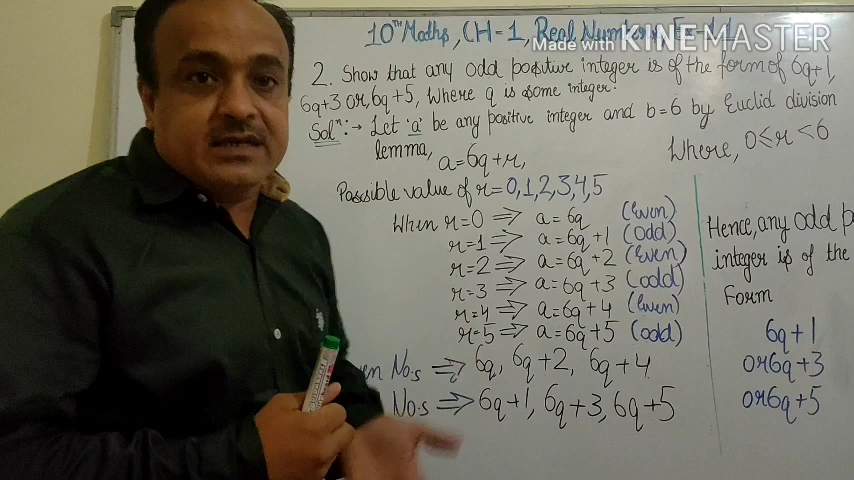 10th Maths, CH-1, Real Numbers, Ex-1.1
Made with KINEMASTER
2. Show that any odd positive integer is of the form of 6q+1,
6q+3 or 6q+5, Where q is some integer.
Solⁿ:→ Let 'a' be any positive integer and b=6 by Euclid division
lemma, a=6q+r, Where, 0≤r<6
Possible value of r=0,1,2,3,4,5
When r=0 ⇒ a=6q (Even)
r=1 ⇒ a=6q+1 (Odd)
r=2 ⇒ a=6q+2 (Even)
r=3 ⇒ a=6q+3 (odd)
r=4 ⇒ a=6q+4 (Even)
r=5 ⇒ a=6q+5 (odd)
No.s ⇒ 6q, 6q+2, 6q+4
No.s ⇒ 6q+1, 6q+3, 6q+5
Hence, any odd
integer is of the
Form
6q+1
or 6q+3
or 6q+5